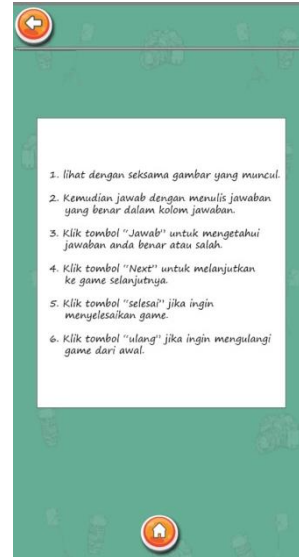 1. lihat dengan seksama gambar yang muncul.
2. Kemudian jawab dengan menulis jawaban
yang benar dalam kolom jawaban.
3. Klik tombol "Jawab" untuk mengetahui
jawaban anda benar atau salah.
4. Klik tombol "Next" untuk melanjutkan
ke game selanjutnya.
5. Klik tombol "selesai" jika ingin
menyelesaikan game.
6. Klik tombol "ulang" jika ingin mengulangi
game dari awal.